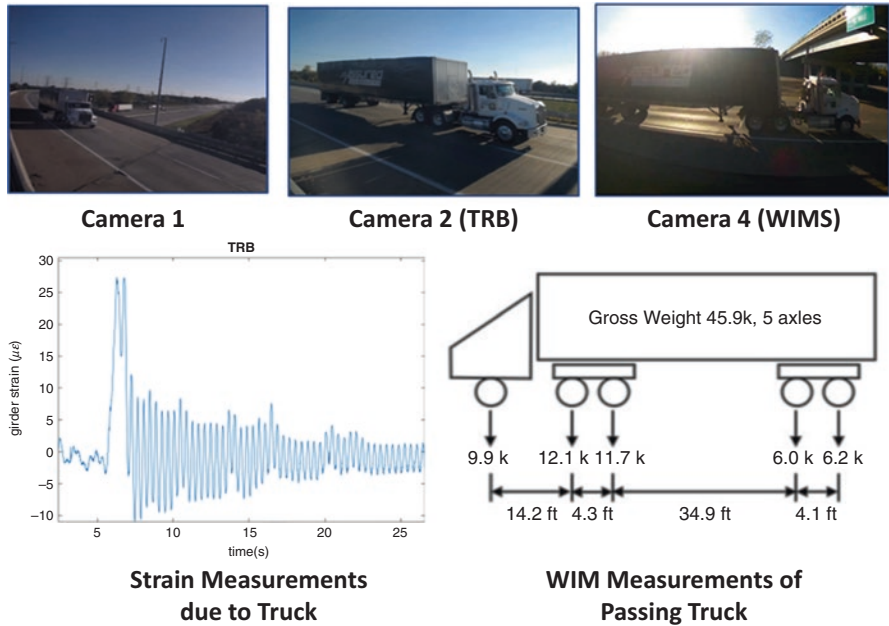 Camera 1
Camera 2 (TRB)
Camera 4 (WIMS)
TRB
30
25
20
15
10
5
0
−5
−10
girder strain (με)
5
10
15
20
25
time(s)
Strain Measurements
due to Truck
Gross Weight 45.9k, 5 axles
9.9 k
12.1 k
11.7 k
6.0 k
6.2 k
14.2 ft
4.3 ft
34.9 ft
4.1 ft
WIM Measurements of
Passing Truck